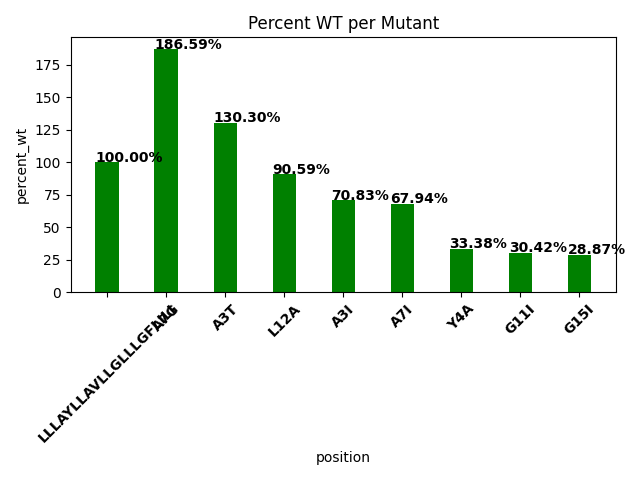 Percent WT per Mutant
percent_wt
175
150
125
100
75
50
25
0
100.00%
186.59%
130.30%
90.59%
70.83%
67.94%
33.38%
30.42%
28.87%
A3T
L12A
A3I
A7I
Y4A
G11I
G15I
position